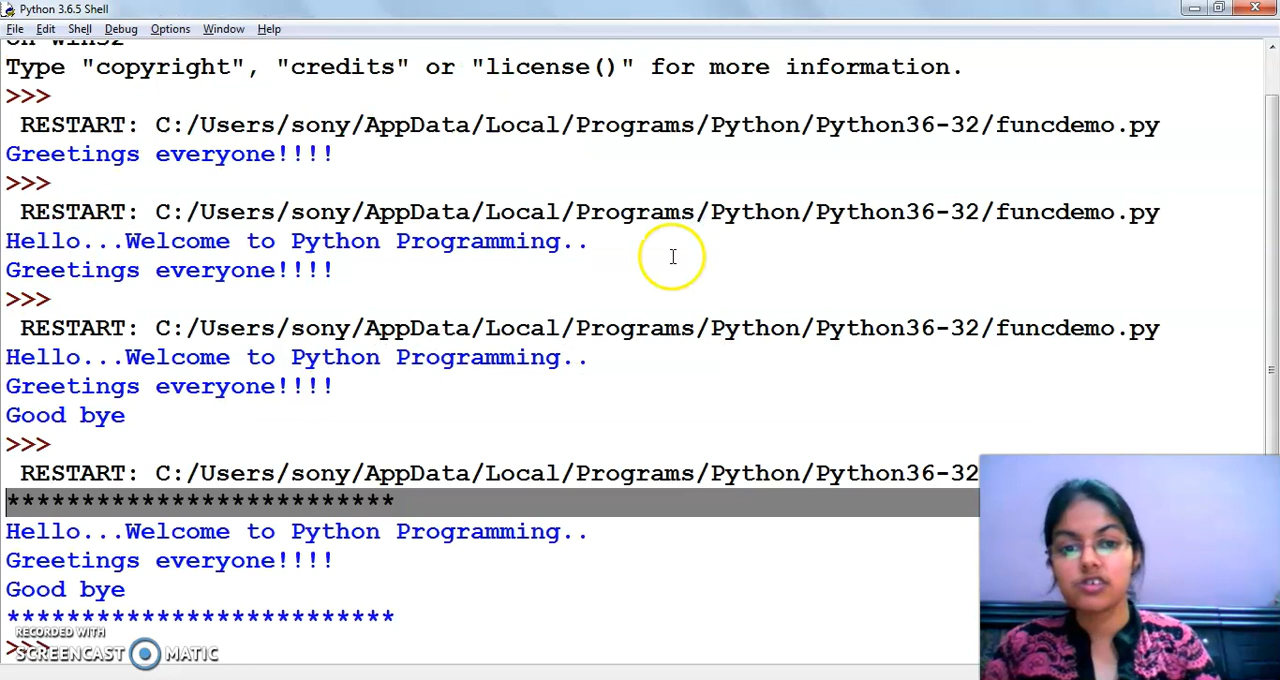 Python 3.6.5 Shell
File Edit Shell Debug Options Window Help
on win32
Type "copyright", "credits" or "license()" for more information.
>>>
RESTART: C:/Users/sony/AppData/Local/Programs/Python/Python36-32/funcdemo.py
Greetings everyone!!!!
>>>
RESTART: C:/Users/sony/AppData/Local/Programs/Python/Python36-32/funcdemo.py
Hello...Welcome to Python Programming..
Greetings everyone!!!!
>>>
RESTART: C:/Users/sony/AppData/Local/Programs/Python/Python36-32/funcdemo.py
Hello...Welcome to Python Programming..
Greetings everyone!!!!
Good bye
>>>
RESTART: C:/Users/sony/AppData/Local/Programs/Python/Python36-32
**************************
Hello...Welcome to Python Programming..
Greetings everyone!!!!
Good bye
**************************
>>>
RECORDED WITH
SCREENCAST MATIC